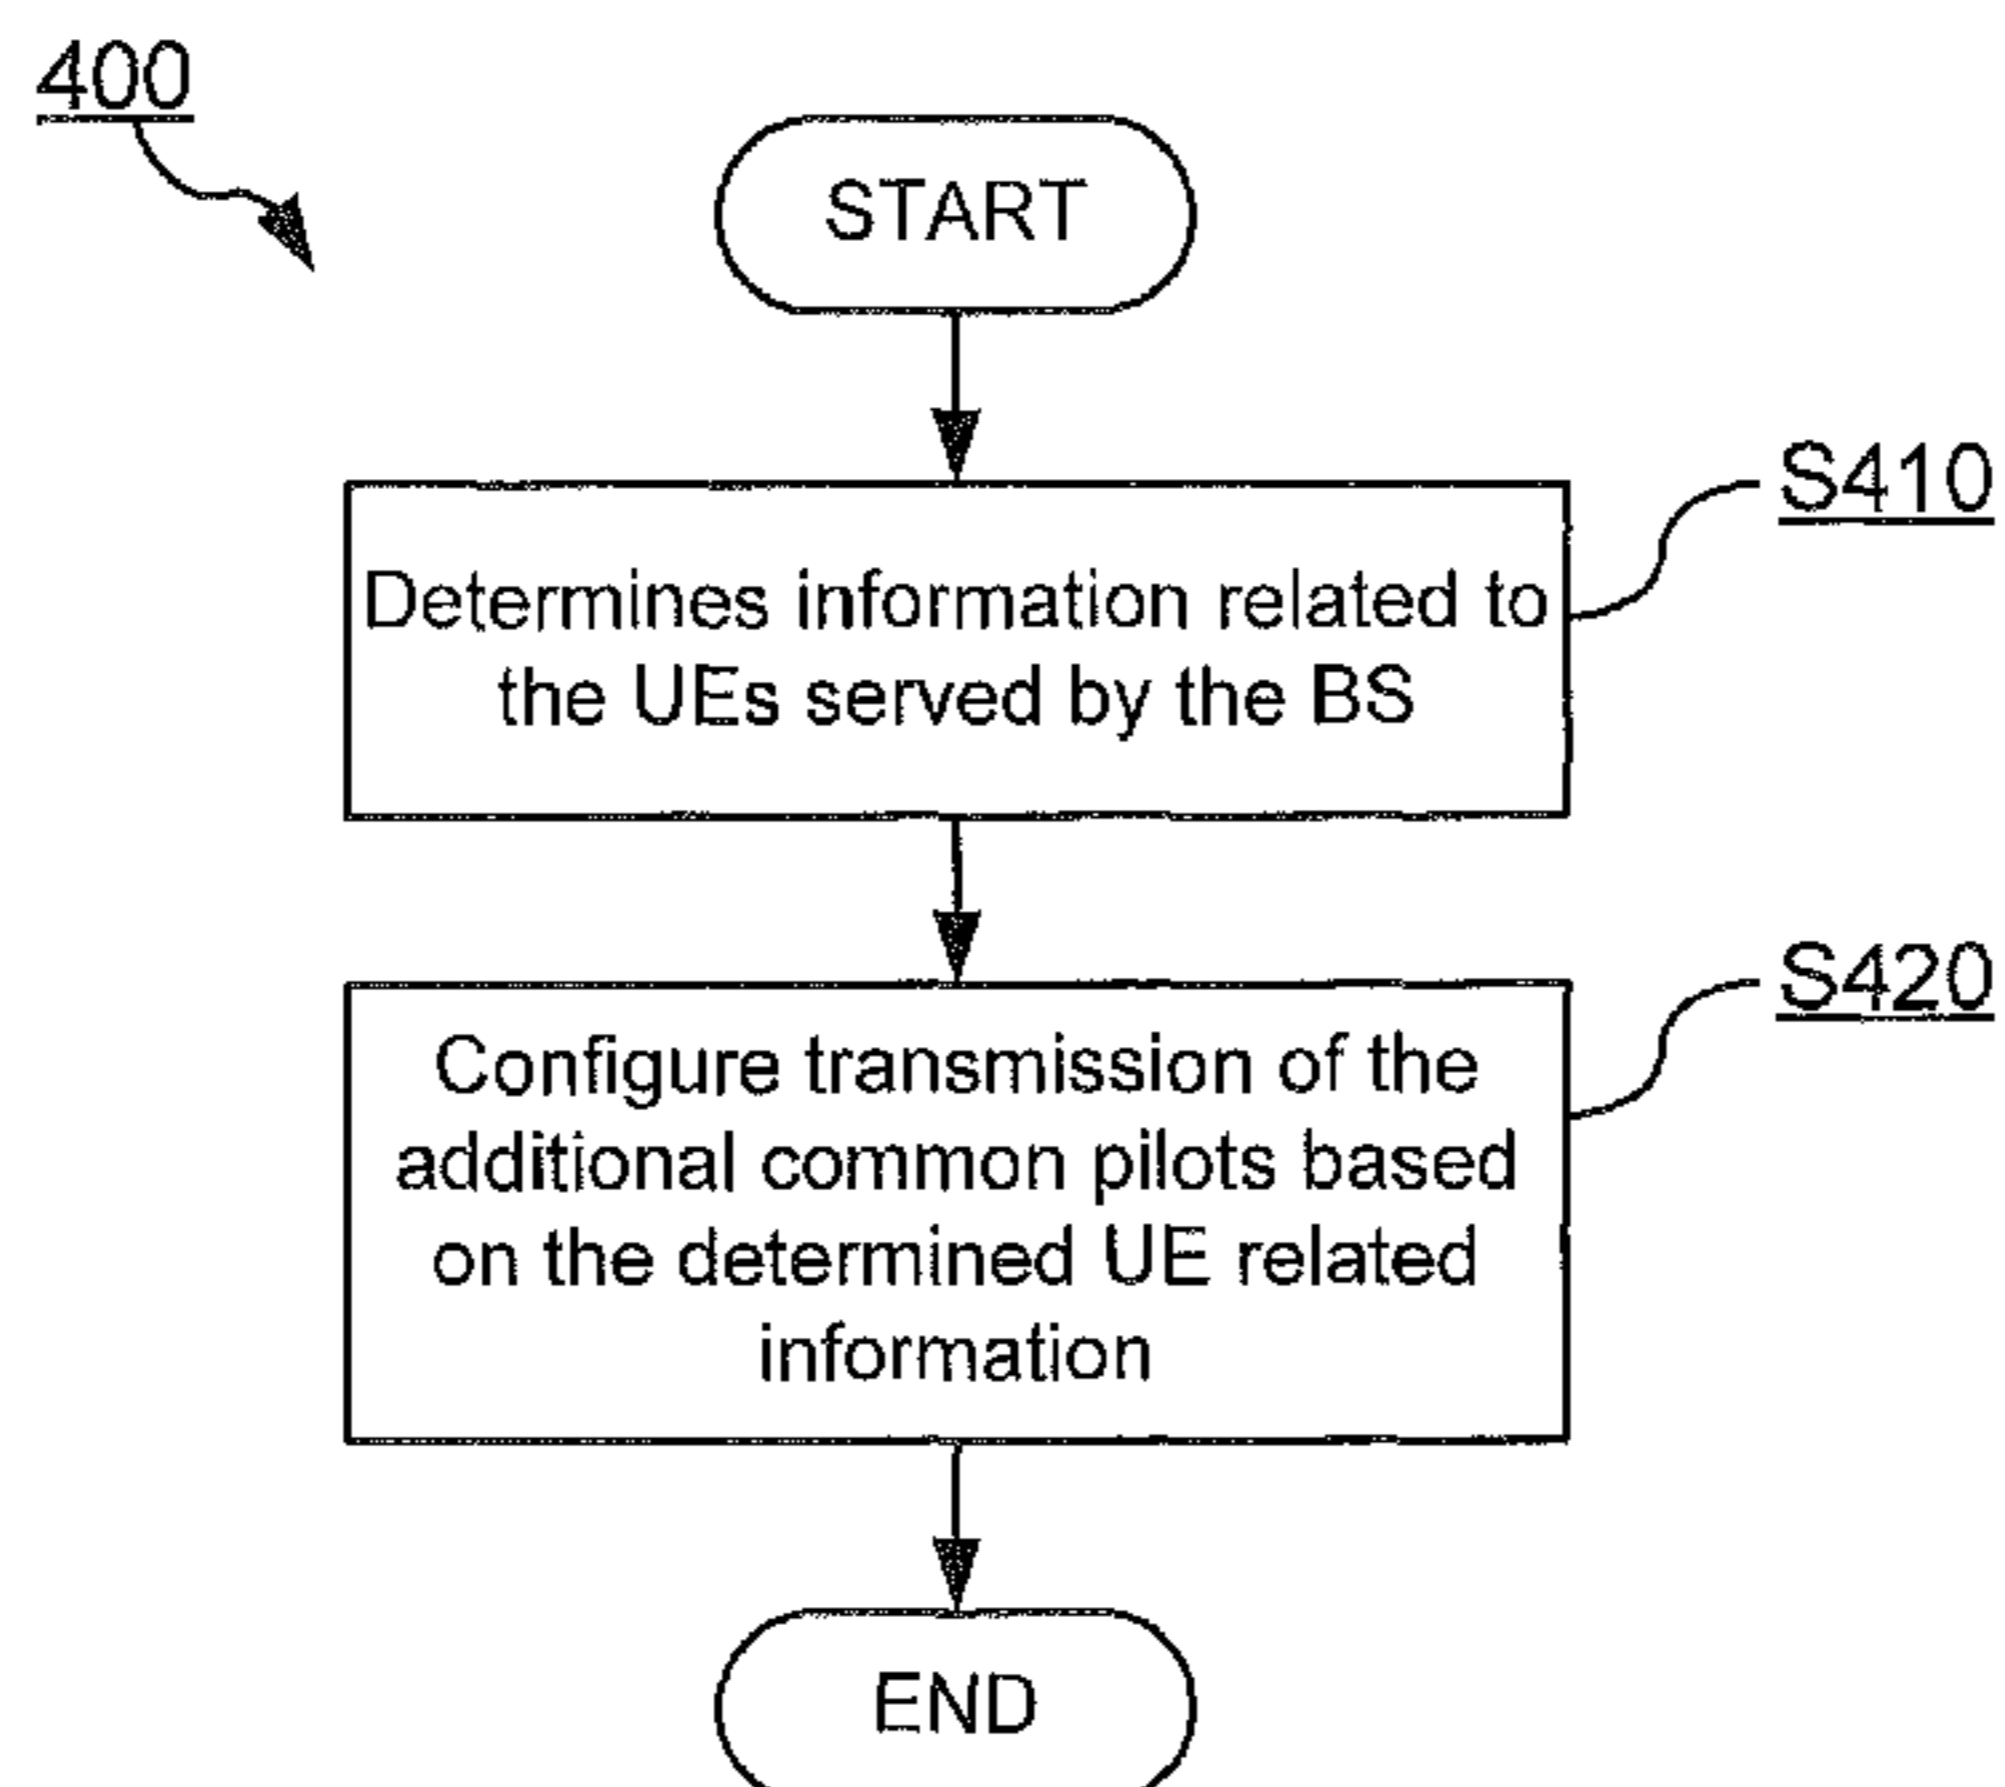 400
START
S410
Determines information related to
the UEs served by the BS
S420
Configure transmission of the
additional common pilots based
on the determined UE related
information
END